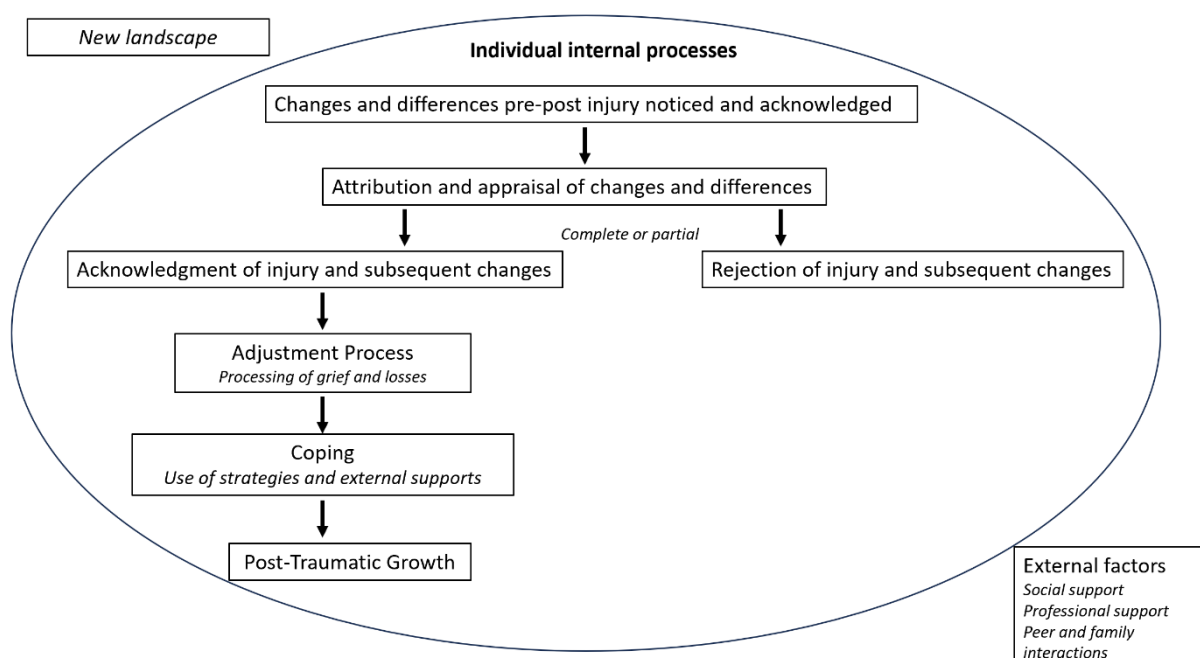 New landscape
Individual internal processes
Changes and differences pre-post injury noticed and acknowledged
Attribution and appraisal of changes and differences
Complete or partial
Acknowledgment of injury and subsequent changes
Rejection of injury and subsequent changes
Adjustment Process
Processing of grief and losses
Coping
Use of strategies and external supports
Post-Traumatic Growth
External factors
Social support
Professional support
Peer and family
interactions